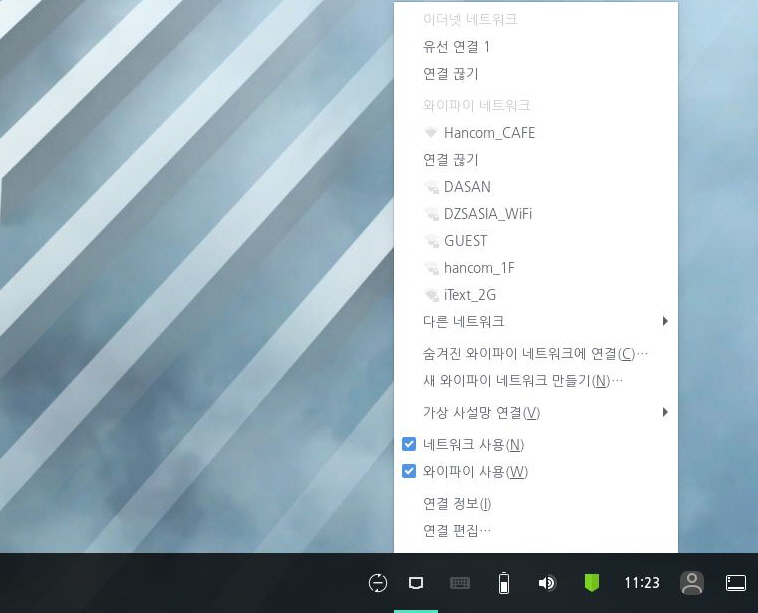 이더넷 네트워크
유선 연결 1
연결 끊기
와이파이 네트워크
Hancom_CAFE
연결 끊기
DASAN
DZSASIA_WiFi
GUEST
hancom_1F
iText_2G
다른 네트워크
숨겨진 와이파이 네트워크에 연결(C)…
새 와이파이 네트워크 만들기(N)…
가상 사설망 연결(V)
네트워크 사용(N)
와이파이 사용(W)
연결 정보(I)
연결 편집…
11:23